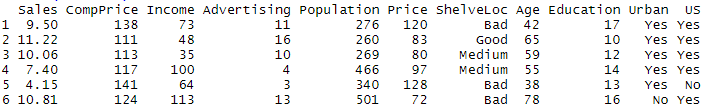 Sales CompPrice Income Advertising Population Price ShelveLoc Age Education Urban US
1 9.50 138 73 11 276 120 Bad 42 17 Yes Yes
2 11.22 111 48 16 260 83 Good 65 10 Yes Yes
3 10.06 113 35 10 269 80 Medium 59 12 Yes Yes
4 7.40 117 100 4 466 97 Medium 55 14 Yes Yes
5 4.15 141 64 3 340 128 Bad 38 13 Yes No
6 10.81 124 113 13 501 72 Bad 78 16 No Yes